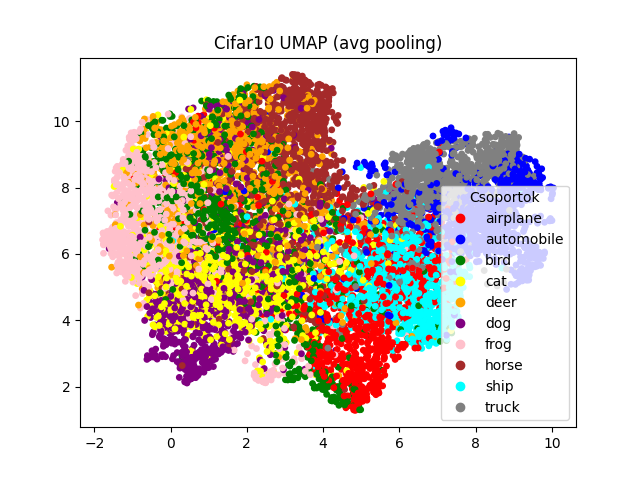 Cifar10 UMAP (avg pooling)
10
8
6
4
2
−2
0
2
4
6
8
10
Csoportok
airplane
automobile
bird
cat
deer
dog
frog
horse
ship
truck